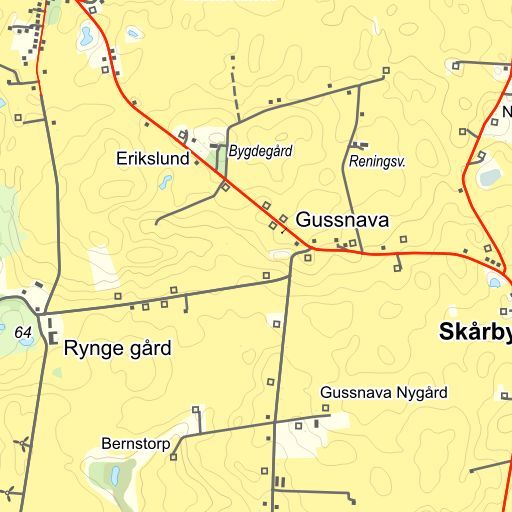 N
Erikslund
Bygdegård
Reningsv.
Gussnava
64
Rynge gård
Skårby
Gussnava Nygård
Bernstorp